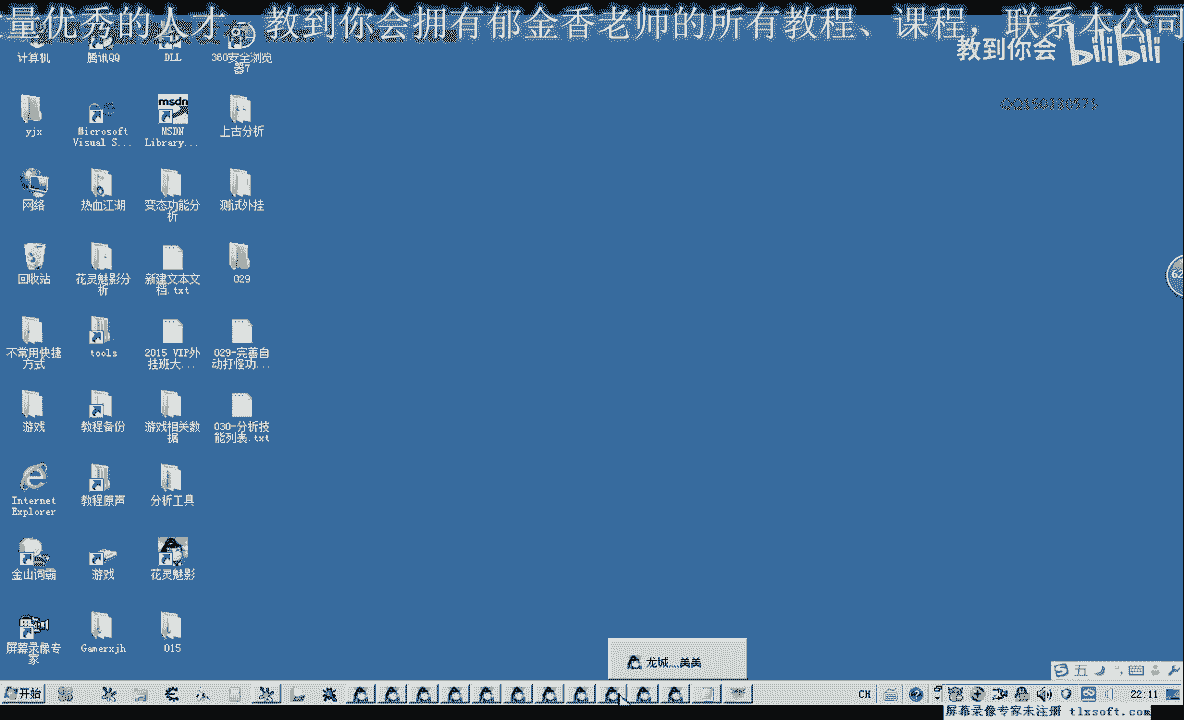 量优秀的人才。教到你会拥有郁金香老师的所有教程、课程，联系本公司
教到你会 bilibili
计算机
腾讯QQ
DLL
360安全浏览
器7
yjx
Microsoft
Visual S...
MSDN
Library...
上古分析
msdn
网络
热血江湖
变态功能分
析
测试外挂
回收站
花灵魅影分
析
新建文本文
档.txt
029
62
不常用快捷
方式
tools
2015 VIP外
挂班大...
029-完善自
动打怪功...
游戏
教程备份
游戏相关数
据
030-分析技
能列表.txt
Internet
Explorer
教程原声
分析工具
金山词霸
游戏
花灵魅影
屏幕录像专
家
Gamerxjh
015
龙城...美美
五
开始
CH
22:11
屏幕录像专家未注册 tlxsoft.com